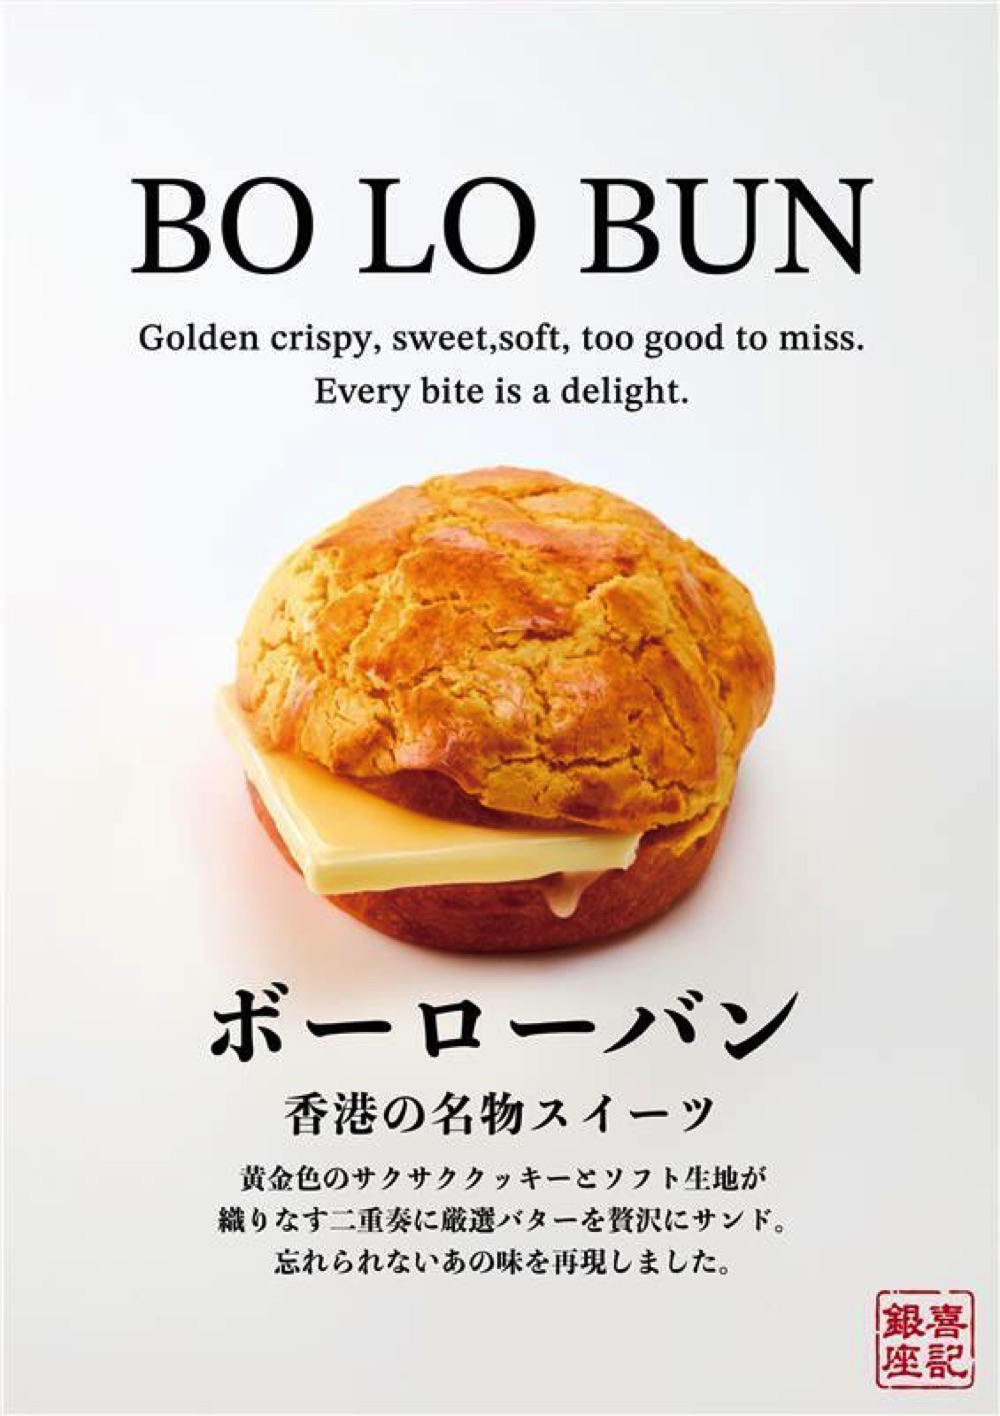 BO LO BUN
Golden crispy, sweet,soft, too good to miss.
Every bite is a delight.
ボーローバン
香港の名物スイーツ
黄金色のサクサククッキーとソフト生地が
織りなす二重奏に厳選バターを贅沢にサンド。
忘れられないあの味を再現しました。
喜記
銀座